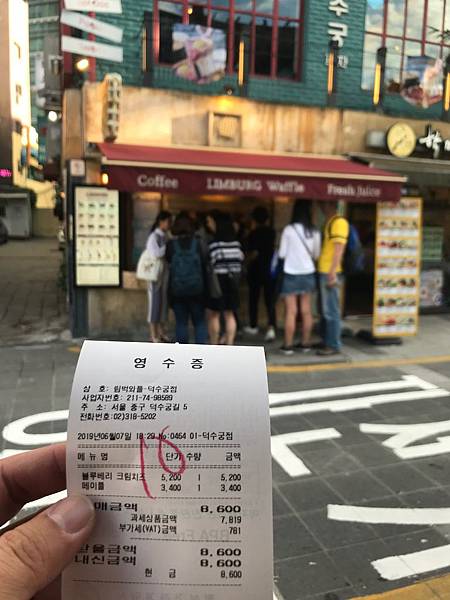 Coffee LIMBURG Waffle Fresh Juice
영 수 증
상 호: 림벅와플-덕수궁점
사업자번호: 211-74-98589
주 소: 서울 중구 덕수궁길 5
전화번호:02)318-5202
2019년06월07일 18:29 No:0454 01-덕수궁점
메뉴 명 단가 수량 금액
블루베리 크림치즈 5,200 1 5,200
메이플 3,400 1 3,400
매금액 8,600
과세상품금액 7,819
부가세(VAT)금액 781
받을금액 8,600
내신금액 8,600
현 금 8,600
10